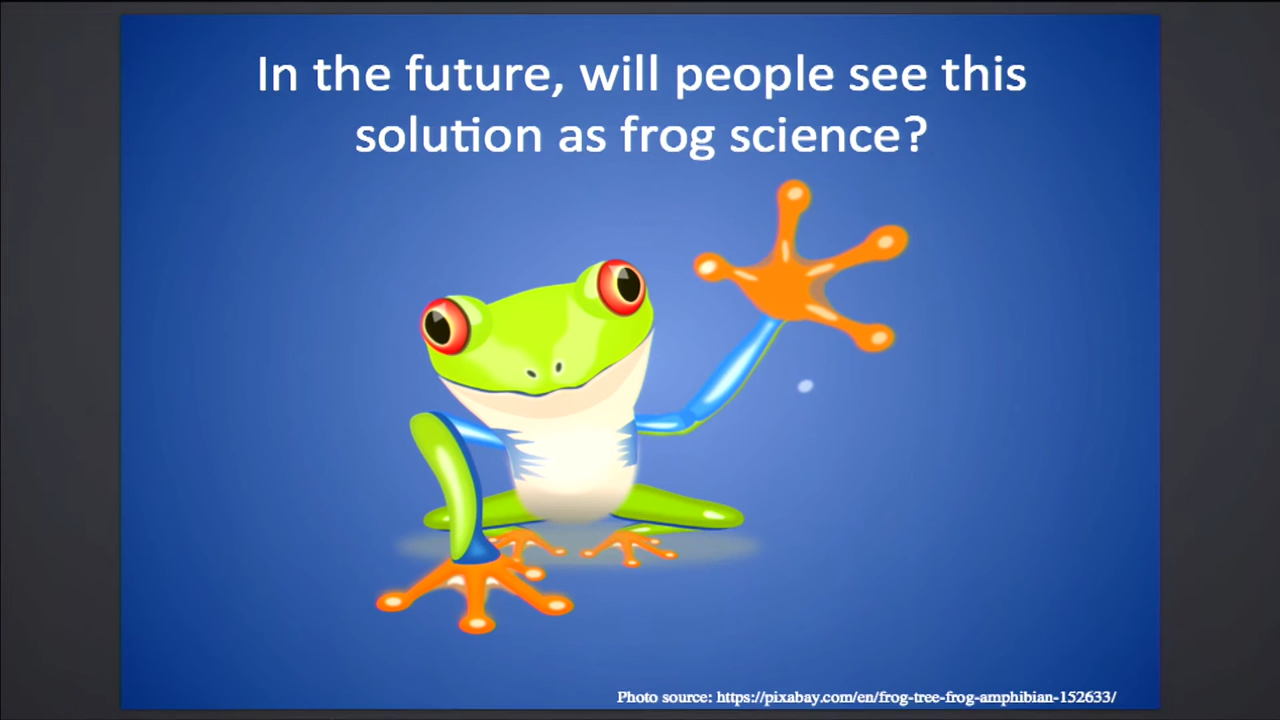 In the future, will people see this
solution as frog science?
Photo source: https://pixabay.com/en/frog-tree-frog-amphibian-152633/